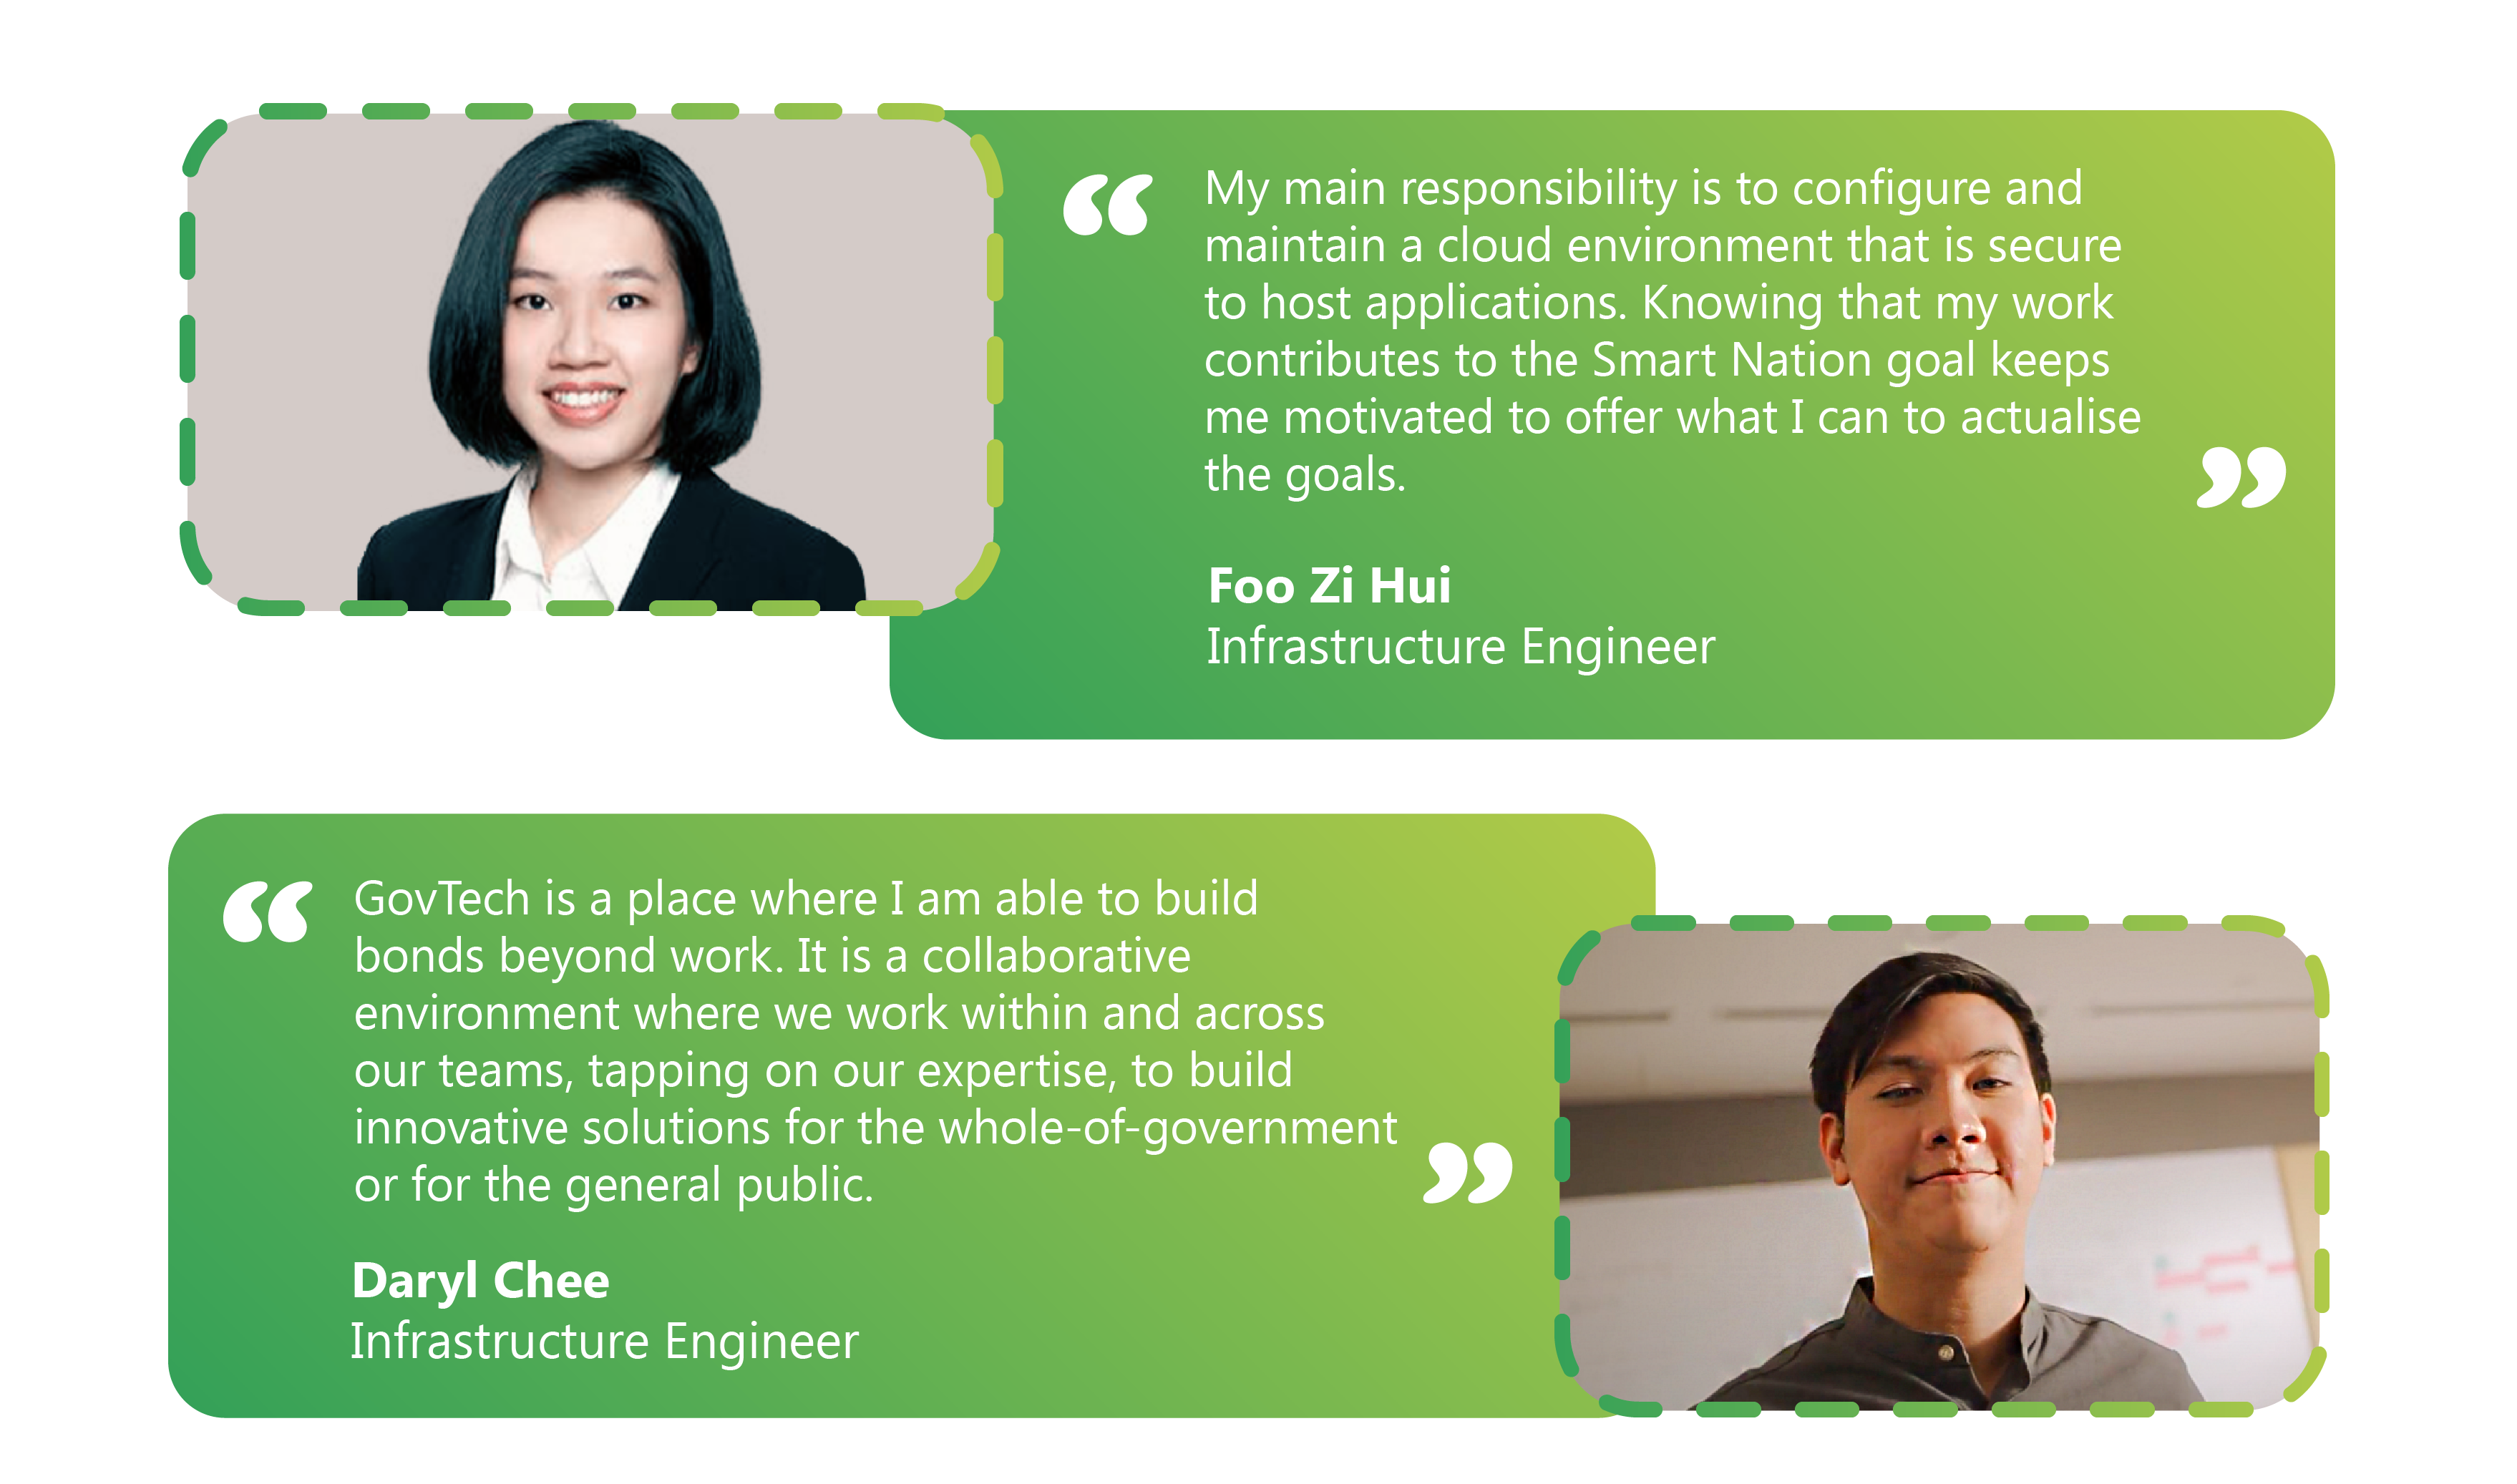 “ My main responsibility is to configure and
maintain a cloud environment that is secure
to host applications. Knowing that my work
contributes to the Smart Nation goal keeps
me motivated to offer what I can to actualise
the goals. ”
Foo Zi Hui
Infrastructure Engineer
“ GovTech is a place where I am able to build
bonds beyond work. It is a collaborative
environment where we work within and across
our teams, tapping on our expertise, to build
innovative solutions for the whole-of-government
or for the general public. ”
Daryl Chee
Infrastructure Engineer